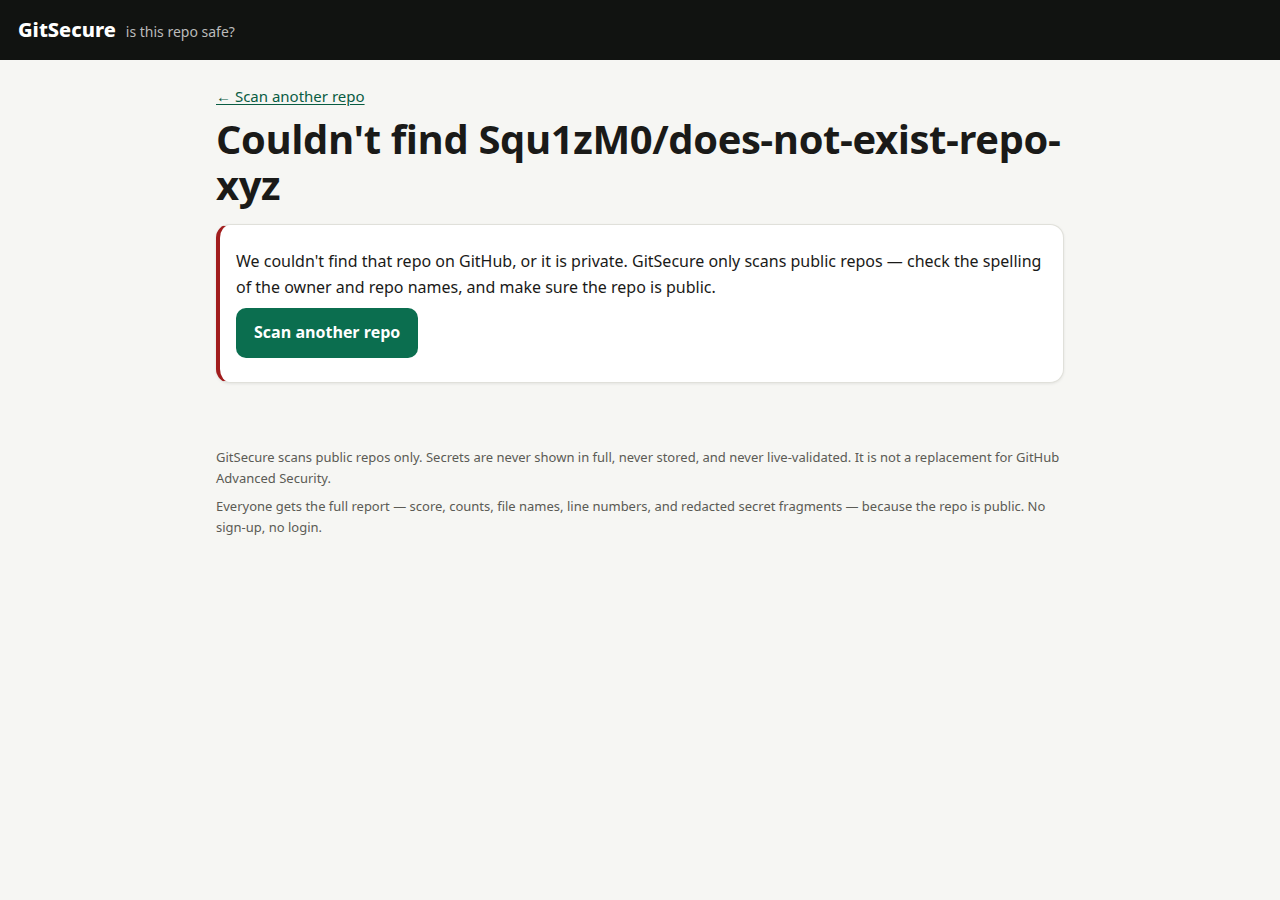 GitSecure is this repo safe?
← Scan another repo
Couldn't find Squ1zM0/does-not-exist-repo-
xyz
We couldn't find that repo on GitHub, or it is private. GitSecure only scans public repos — check the spelling
of the owner and repo names, and make sure the repo is public.
Scan another repo
GitSecure scans public repos only. Secrets are never shown in full, never stored, and never live-validated. It is not a replacement for GitHub
Advanced Security.
Everyone gets the full report — score, counts, file names, line numbers, and redacted secret fragments — because the repo is public. No
sign-up, no login.